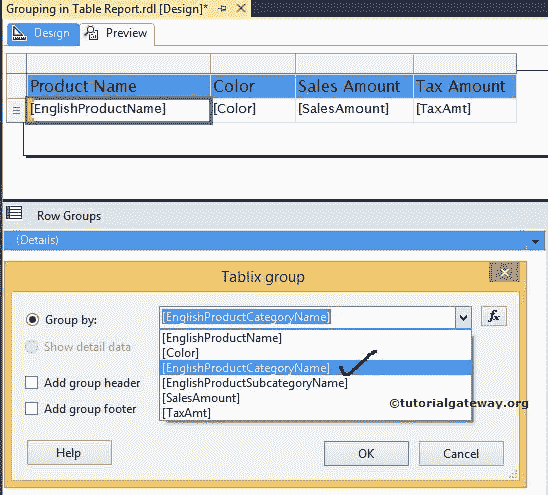 Grouping in Table Report.rdl [Design]*
Design Preview
Product Name Color Sales Amount Tax Amount
[EnglishProductName] [Color] [SalesAmount] [TaxAmt]
Row Groups
(Details)
Tablix group
Group by: [EnglishProductCategoryName] fx
[EnglishProductName]
Show detail data
[Color]
[EnglishProductCategoryName]
Add group header [EnglishProductSubcategoryName]
[SalesAmount]
Add group footer [TaxAmt]
©tutorialgateway.org
Help OK Cancel